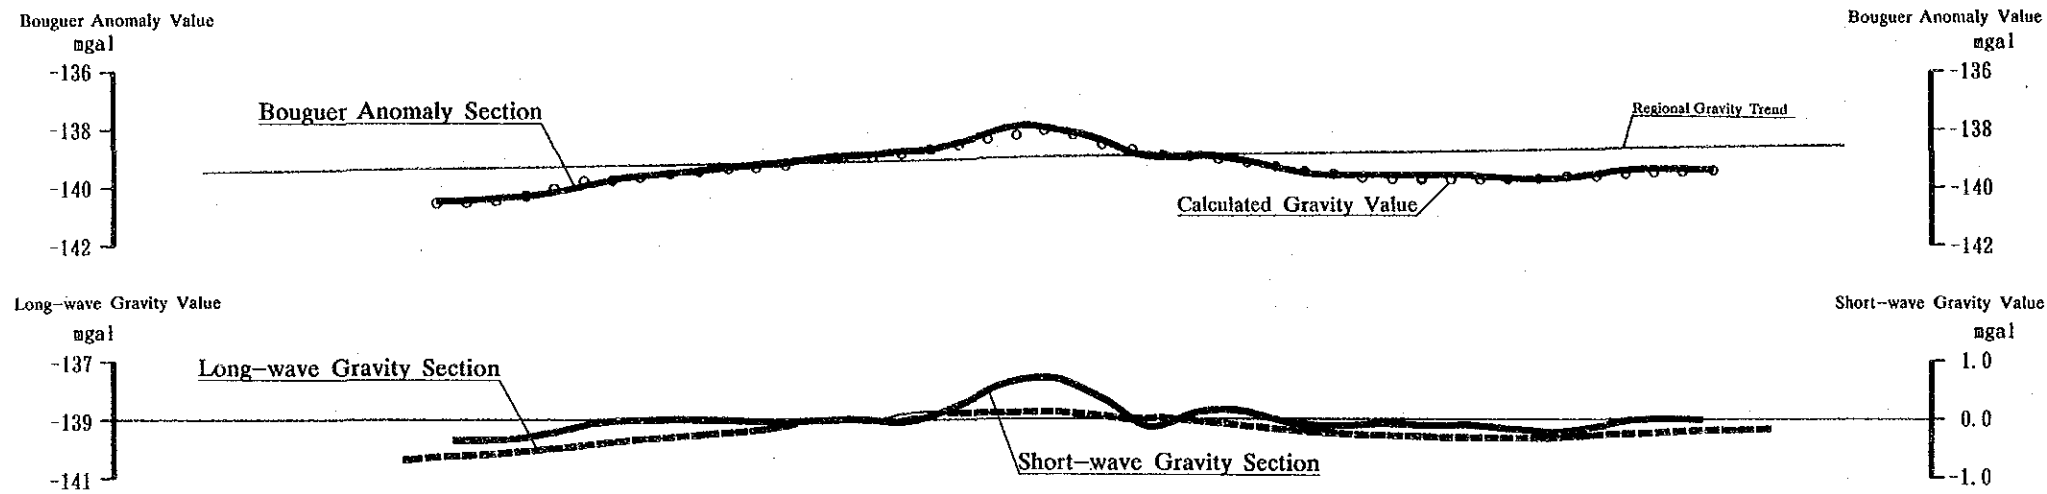 Bouguer Anomaly Value
mgal
-136
-138
-140
-142
Bouguer Anomaly Section
Regional Gravity Trend
Calculated Gravity Value
Bouguer Anomaly Value
mgal
-136
-138
-140
-142
Long-wave Gravity Value
mgal
-137
-139
-141
Long-wave Gravity Section
Short-wave Gravity Section
Short-wave Gravity Value
mgal
1.0
0.0
-1.0